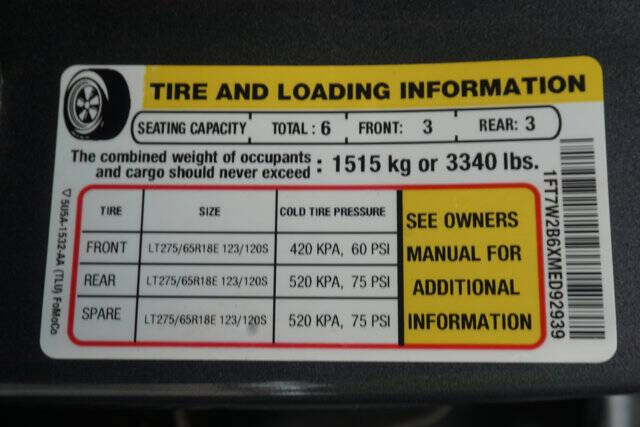 TIRE AND LOADING INFORMATION
SEATING CAPACITY TOTAL : 6 FRONT: 3 REAR: 3
The combined weight of occupants
and cargo should never exceed : 1515 kg or 3340 lbs.
TIRE SIZE COLD TIRE PRESSURE
FRONT LT275/65R18E 123/120S 420 KPA, 60 PSI
REAR LT275/65R18E 123/120S 520 KPA, 75 PSI
SPARE LT275/65R18E 123/120S 520 KPA, 75 PSI
SEE OWNERS
MANUAL FOR
ADDITIONAL
INFORMATION
1FT7W2B6XMED92939
5U5A-1532-AA (TLU) FoMoCo